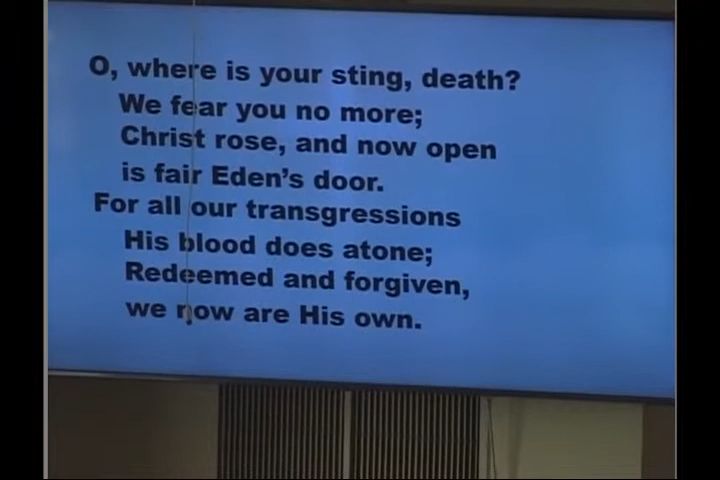 O, where is your sting, death?
We fear you no more;
Christ rose, and now open
is fair Eden's door.
For all our transgressions
His blood does atone;
Redeemed and forgiven,
we now are His own.